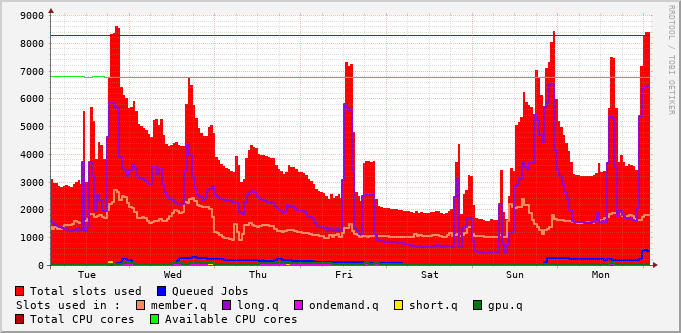 9000
8000
7000
6000
5000
4000
3000
2000
1000
0
Tue Wed Thu Fri Sat Sun Mon
Total slots used Queued Jobs
Slots used in : member.q long.q ondemand.q short.q gpu.q
Total CPU cores Available CPU cores
RRDTOOL / TOBI OETIKER